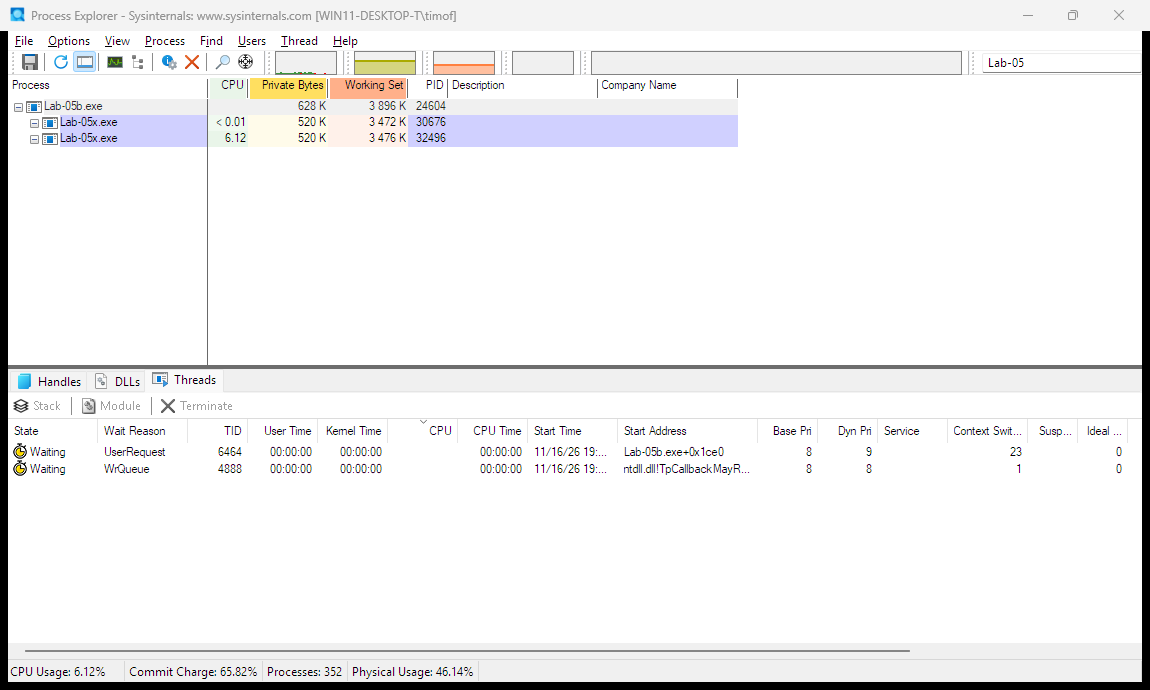 Process Explorer - Sysinternals: www.sysinternals.com [WIN11-DESKTOP-T\timof]
File Options View Process Find Users Thread Help
Lab-05
Process CPU Private Bytes Working Set PID Description Company Name
Lab-05b.exe 628 K 3 896 K 24604
Lab-05x.exe < 0.01 520 K 3 472 K 30676
Lab-05x.exe 6.12 520 K 3 476 K 32496
Handles DLLs Threads
Stack Module Terminate
State Wait Reason TID User Time Kernel Time CPU CPU Time Start Time Start Address Base Pri Dyn Pri Service Context Swit... Susp... Ideal ...
Waiting UserRequest 6464 00:00:00 00:00:00 00:00:00 11/16/26 19:... Lab-05b.exe+0x1ce0 8 9 23 0
Waiting WrQueue 4888 00:00:00 00:00:00 00:00:00 11/16/26 19:... ntdll.dll!TpCallbackMayR... 8 8 1 0
CPU Usage: 6.12% Commit Charge: 65.82% Processes: 352 Physical Usage: 46.14%